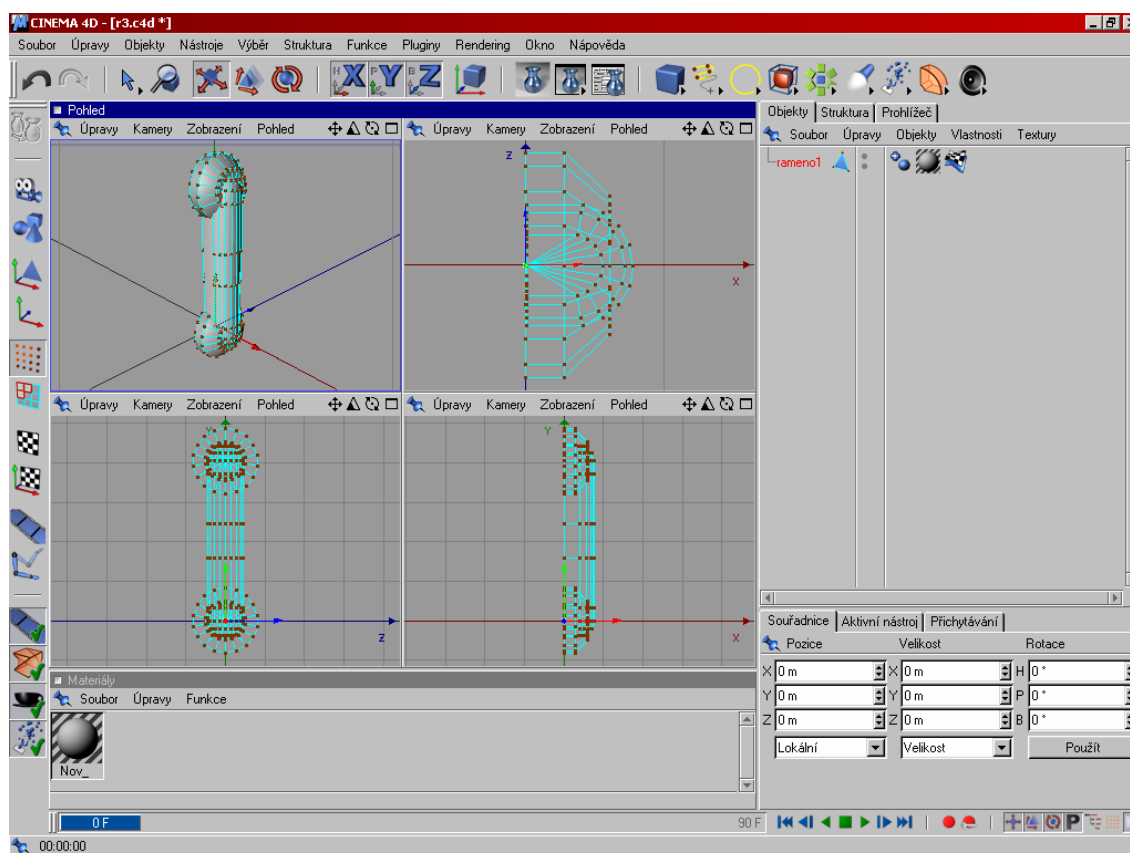 CINEMA 4D - [r3.c4d *]
Soubor Úpravy Objekty Nástroje Výběr Struktura Funkce Pluginy Rendering Okno Nápověda
H X P Y B Z
Pohled
Úpravy Kamery Zobrazení Pohled
Úpravy Kamery Zobrazení Pohled
Z
X
Úpravy Kamery Zobrazení Pohled
Úpravy Kamery Zobrazení Pohled
Y
Z
Y
X
Objekty Struktura Prohlížeč
Soubor Úpravy Objekty Vlastnosti Textury
rameno1
Souřadnice Aktivní nástroj Přichytávání
Pozice Velikost Rotace
X 0 m X 0 m H 0 °
Y 0 m Y 0 m P 0 °
Z 0 m Z 0 m B 0 °
Lokální Velikost Použít
Materiály
Soubor Úpravy Funkce
Nov_
0 F 90 F
P
00:00:00